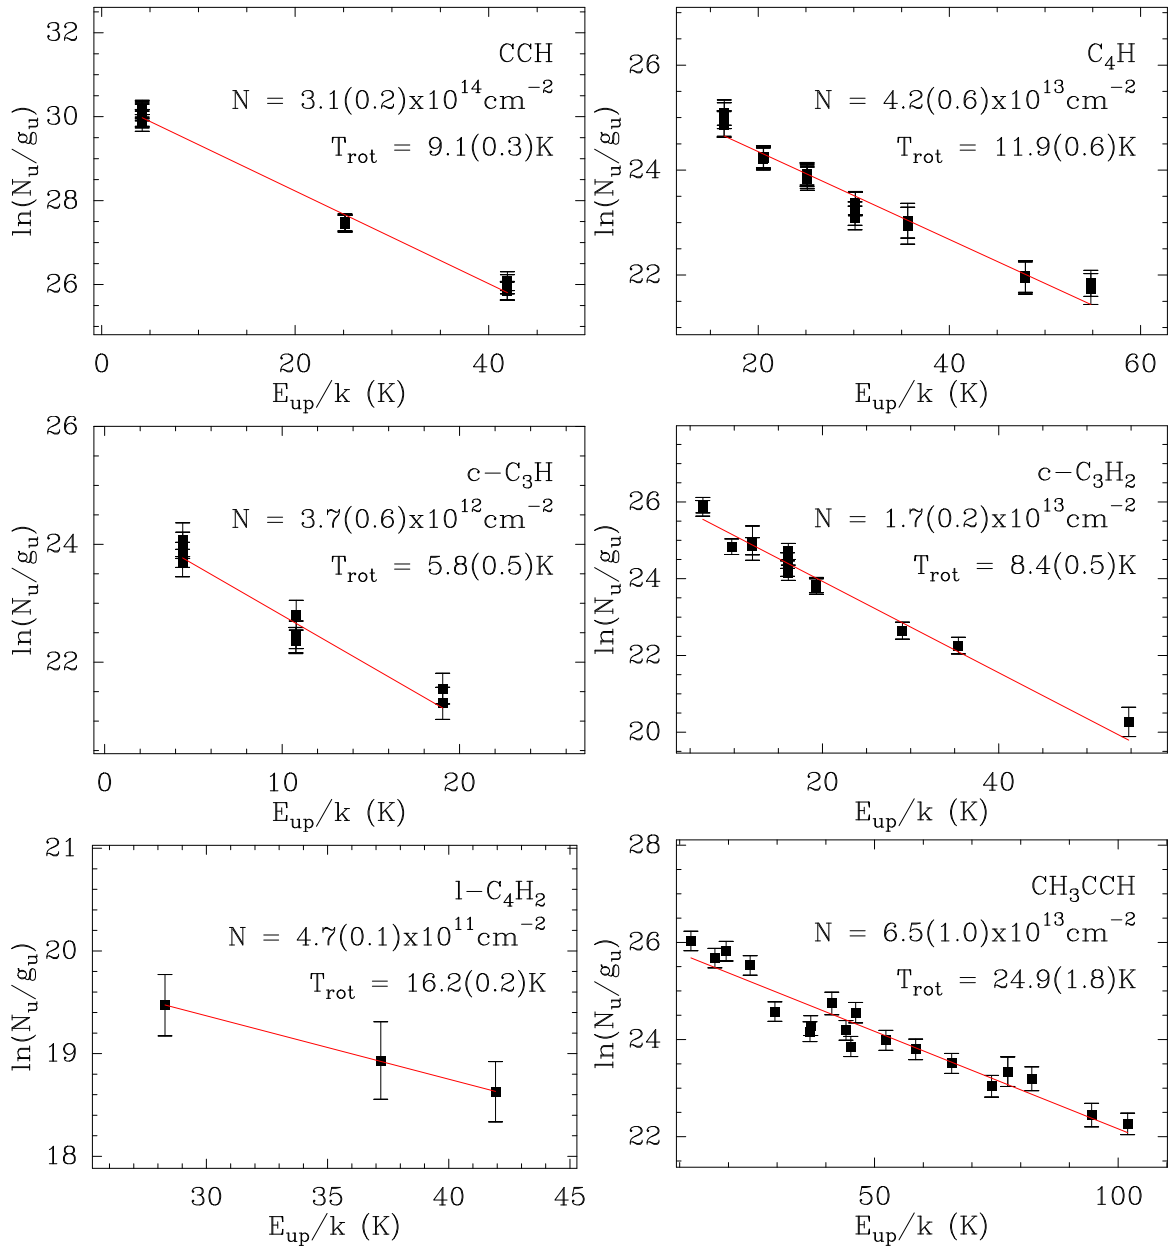 CCH
N = 3.1(0.2)x10^14cm^−2
T_rot = 9.1(0.3)K
ln(N_u/g_u)
32
30
28
26
0 20 40
E_up/k (K)
C_4H
N = 4.2(0.6)x10^13cm^−2
T_rot = 11.9(0.6)K
ln(N_u/g_u)
26
24
22
20 40 60
E_up/k (K)
c−C_3H
N = 3.7(0.6)x10^12cm^−2
T_rot = 5.8(0.5)K
ln(N_u/g_u)
26
24
22
0 10 20
E_up/k (K)
c−C_3H_2
N = 1.7(0.2)x10^13cm^−2
T_rot = 8.4(0.5)K
ln(N_u/g_u)
26
24
22
20
20 40
E_up/k (K)
l−C_4H_2
N = 4.7(0.1)x10^11cm^−2
T_rot = 16.2(0.2)K
ln(N_u/g_u)
21
20
19
18
30 35 40 45
E_up/k (K)
CH_3CCH
N = 6.5(1.0)x10^13cm^−2
T_rot = 24.9(1.8)K
ln(N_u/g_u)
28
26
24
22
50 100
E_up/k (K)